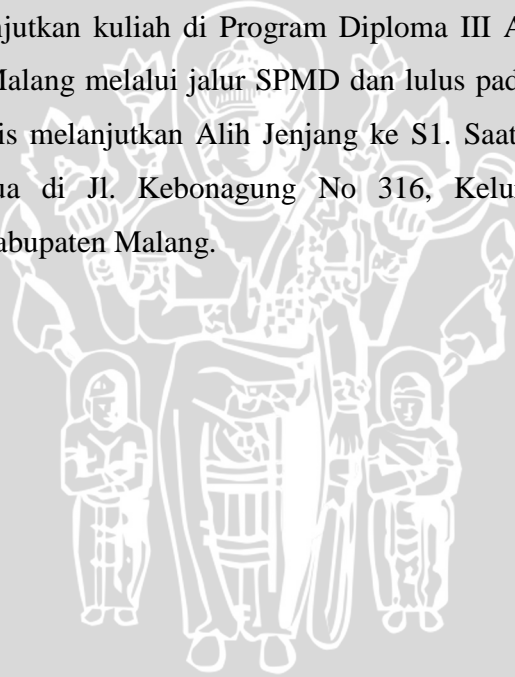 njutkan kuliah di Program Diploma III A
Malang melalui jalur SPMD dan lulus pad
is melanjutkan Alih Jenjang ke S1. Saat
ua di Jl. Kebonagung No 316, Kelu
abupaten Malang.